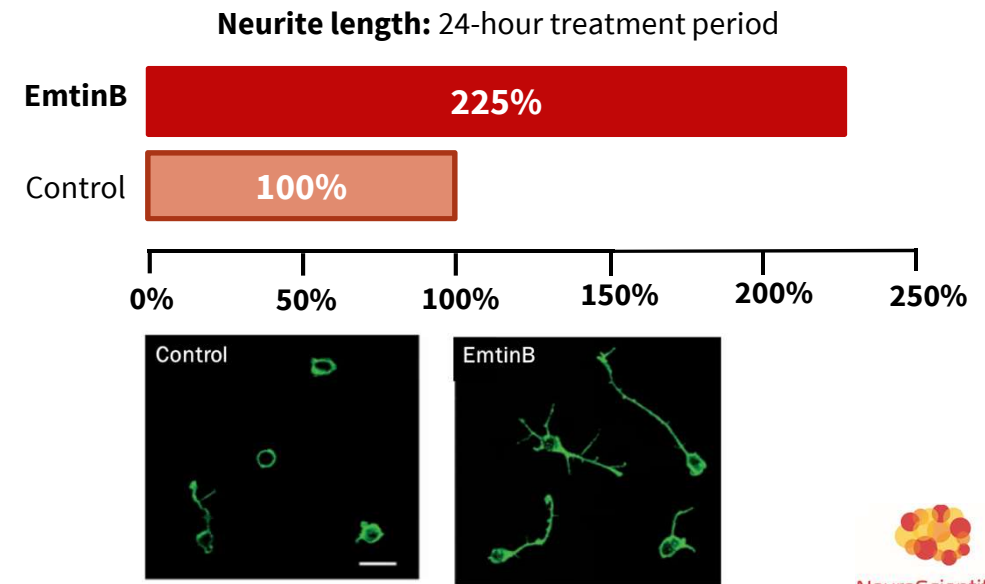 Neurite length: 24-hour treatment period
EmtinB
225%
Control
100%
0% 50% 100% 150% 200% 250%
Control
EmtinB